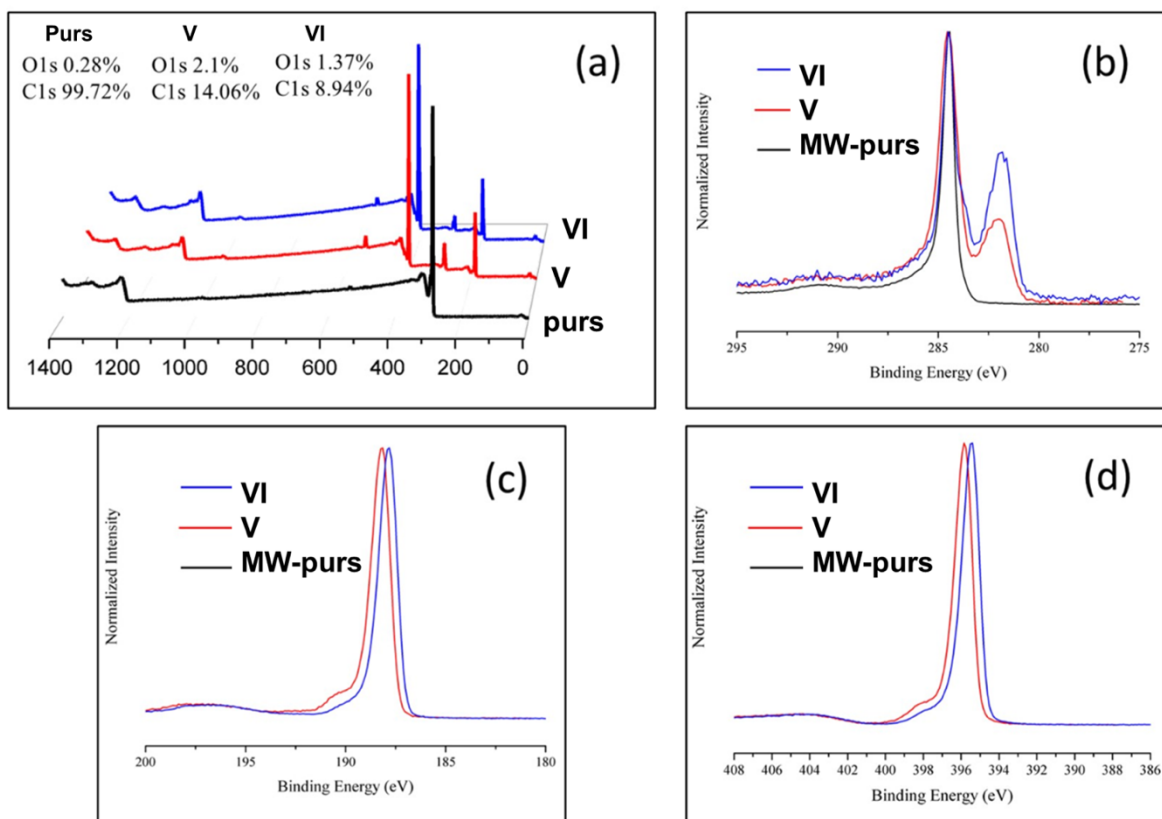 Purs V VI
O1s 0.28% O1s 2.1% O1s 1.37%
C1s 99.72% C1s 14.06% C1s 8.94%
(a)
VI
V
purs
1400 1200 1000 800 600 400 200 0
(b)
VI
V
MW-purs
Normalized Intensity
295 290 285 280 275
Binding Energy (eV)
(c)
VI
V
MW-purs
Normalized Intensity
200 195 190 185 180
Binding Energy (eV)
(d)
VI
V
MW-purs
Normalized Intensity
408 406 404 402 400 398 396 394 392 390 388 386
Binding Energy (eV)